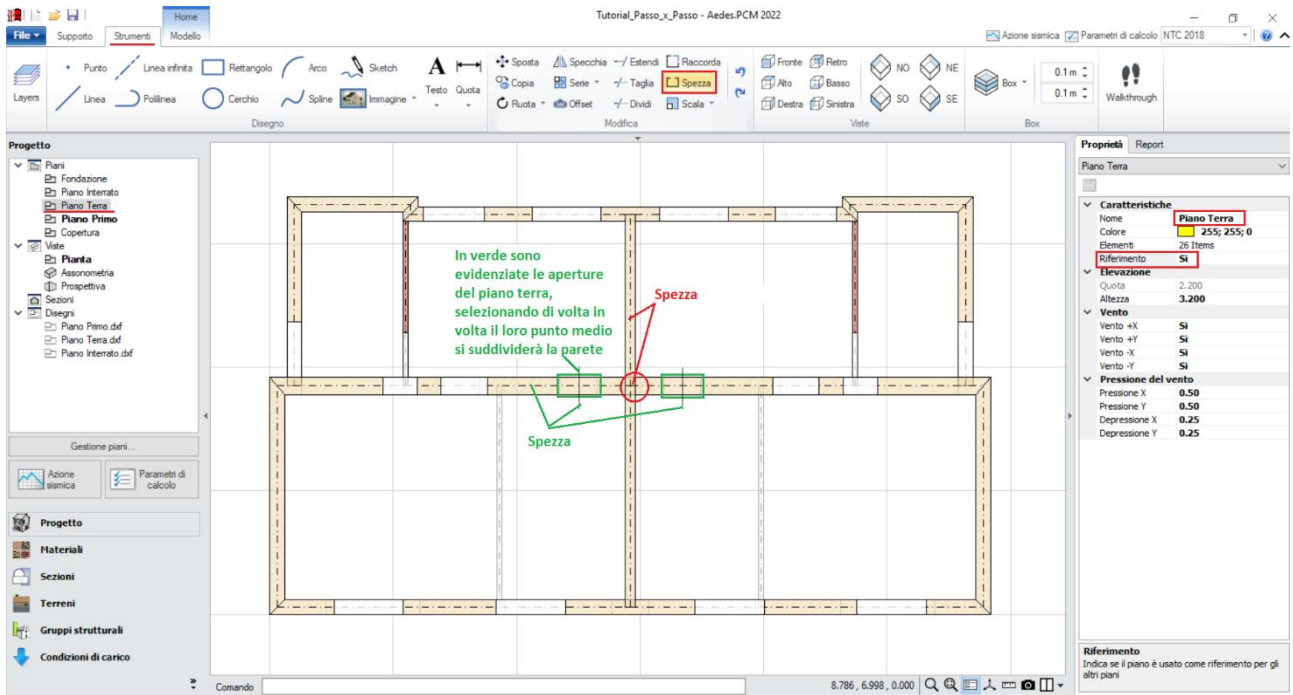 Tutorial_Passo_x_Passo - Aedes.PCM 2022
Home
File
Supporto
Strumenti
Modello
Azione sismica
Parametri di calcolo
NTC 2018
Layers
Punto
Linea infinita
Rettangolo
Arco
Sketch
Linea
Polilinea
Cerchio
Spline
Immagine
Testo
Quota
Disegno
Sposta
Specchia
Estendi
Raccorda
Copia
Serie
Taglia
Spezza
Ruota
Offset
Dividi
Scala
Modifica
Fronte
Retro
NO
NE
Alto
Basso
Destra
Sinistra
SO
SE
Viste
Box
0.1 m
0.1 m
Box
Walkthrough
Progetto
Piani
Fondazione
Piano Interrato
Piano Terra
Piano Primo
Copertura
Viste
Pianta
Assonometria
Prospettiva
Sezioni
Disegni
Piano Primo.dxf
Piano Terra.dxf
Piano Interrato.dxf
Gestione piani...
Azione sismica
Parametri di calcolo
Progetto
Materiali
Sezioni
Terreni
Gruppi strutturali
Condizioni di carico
In verde sono
evidenziate le aperture
del piano terra,
selezionando di volta in
volta il loro punto medio
si suddividerà la parete
Spezza
Spezza
Comando
8.786 , 6.998 , 0.000
Proprietà
Report
Piano Terra
Caratteristiche
Nome Piano Terra
Colore 255; 255; 0
Elementi 26 Items
Riferimento Sì
Elevazione
Quota 2.200
Altezza 3.200
Vento
Vento +X Sì
Vento +Y Sì
Vento -X Sì
Vento -Y Sì
Pressione del vento
Pressione X 0.50
Pressione Y 0.50
Depressione X 0.25
Depressione Y 0.25
Riferimento
Indica se il piano è usato come riferimento per gli
altri piani